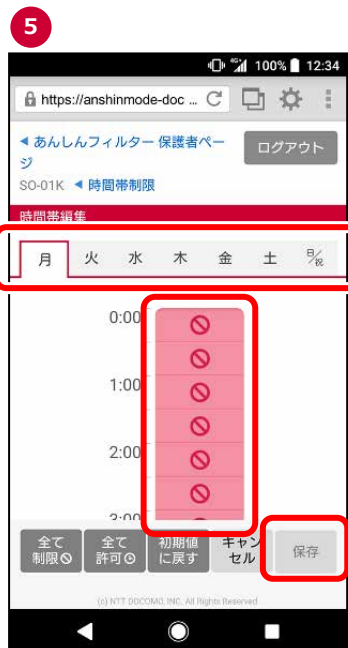 5
4G 100% 12:34
https://anshinmode-doc ...
あんしんフィルター 保護者ペー
ジ
ログアウト
SO-01K ◀ 時間帯制限
時間帯編集
月 火 水 木 金 土 日/祝
0:00
1:00
2:00
3:00
全て
制限
全て
許可
初期値
に戻す
キャン
セル
保存
(c) NTT DOCOMO, INC. All Rights Reserved